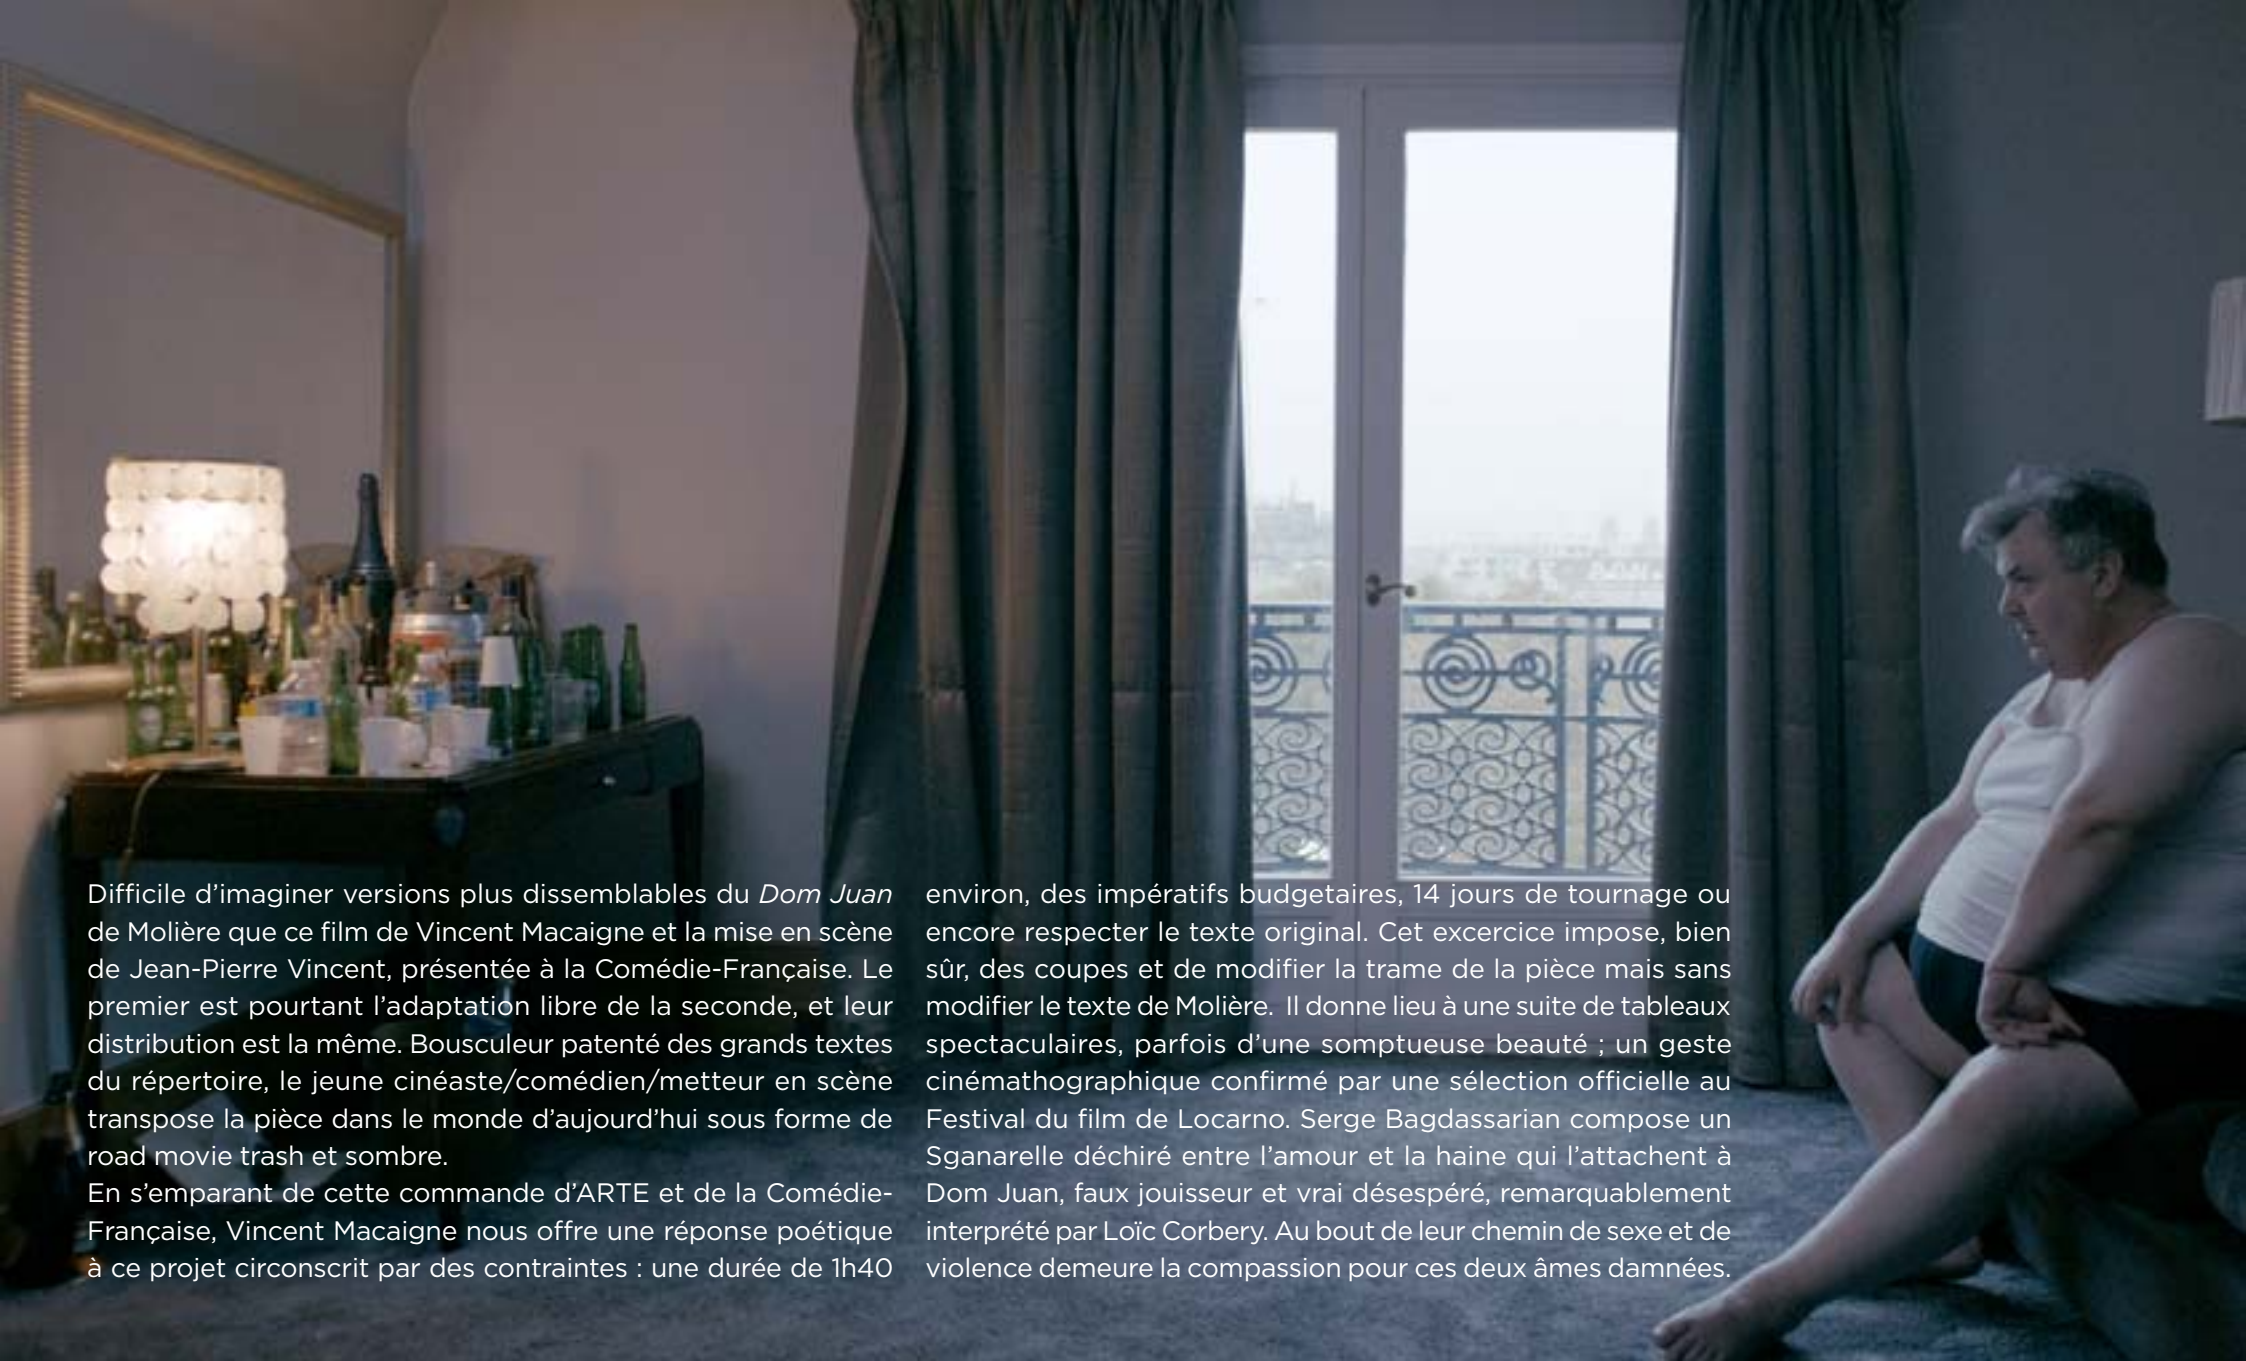 Difficile d’imaginer versions plus dissemblables du Dom Juan
de Molière que ce film de Vincent Macaigne et la mise en scène
de Jean-Pierre Vincent, présentée à la Comédie-Française. Le
premier est pourtant l’adaptation libre de la seconde, et leur
distribution est la même. Bousculeur patenté des grands textes
du répertoire, le jeune cinéaste/comédien/metteur en scène
transpose la pièce dans le monde d’aujourd’hui sous forme de
road movie trash et sombre.
En s’emparant de cette commande d’ARTE et de la Comédie-
Française, Vincent Macaigne nous offre une réponse poétique
à ce projet circonscrit par des contraintes : une durée de 1h40
environ, des impératifs budgetaires, 14 jours de tournage ou
encore respecter le texte original. Cet excercice impose, bien
sûr, des coupes et de modifier la trame de la pièce mais sans
modifier le texte de Molière. Il donne lieu à une suite de tableaux
spectaculaires, parfois d’une somptueuse beauté ; un geste
cinémathographique confirmé par une sélection officielle au
Festival du film de Locarno. Serge Bagdassarian compose un
Sganarelle déchiré entre l’amour et la haine qui l’attachent à
Dom Juan, faux jouisseur et vrai désespéré, remarquablement
interprété par Loïc Corbery. Au bout de leur chemin de sexe et de
violence demeure la compassion pour ces deux âmes damnées.